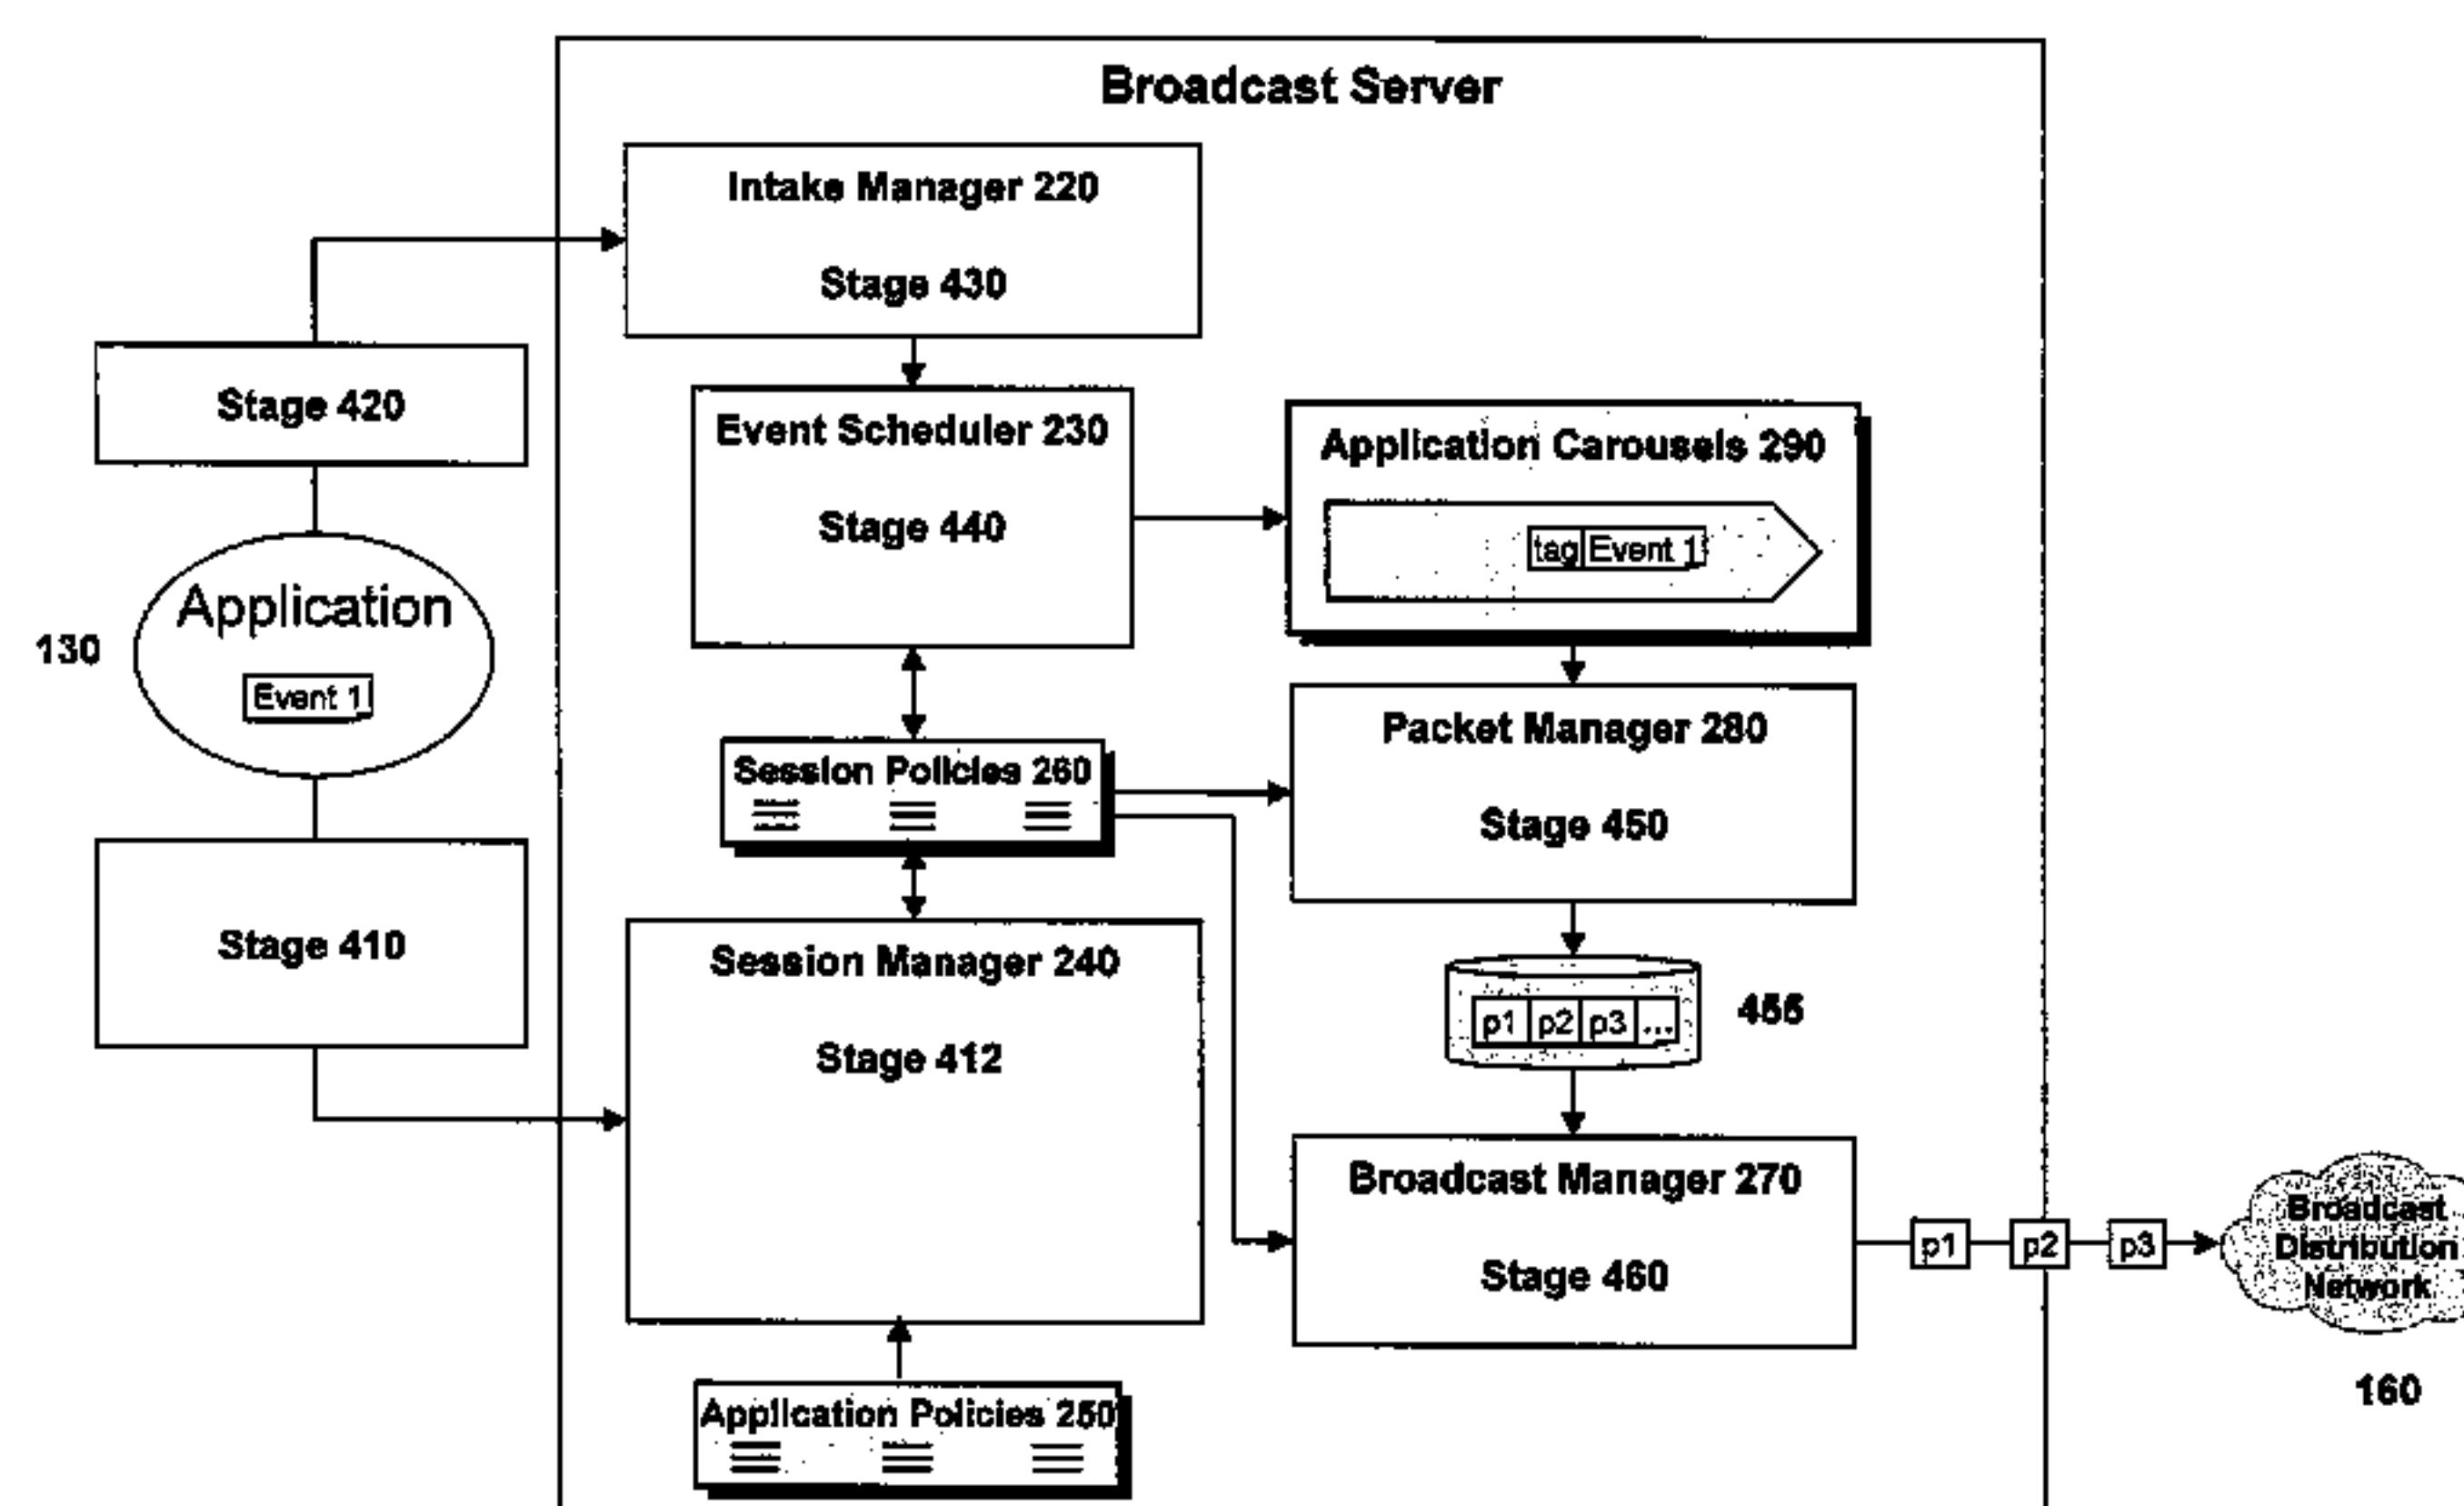 Broadcast Server
Intake Manager 220
Stage 430
Stage 420
Event Scheduler 230
Stage 440
Application Carousels 290
tag Event 1
Application
130
Event 1
Packet Manager 280
Stage 450
Session Policies 260
Stage 410
Session Manager 240
Stage 412
p1 p2 p3 ...
455
Broadcast Manager 270
Stage 460
p1 p2 p3
Broadcast
Distribution
Network
160
Application Policies 250